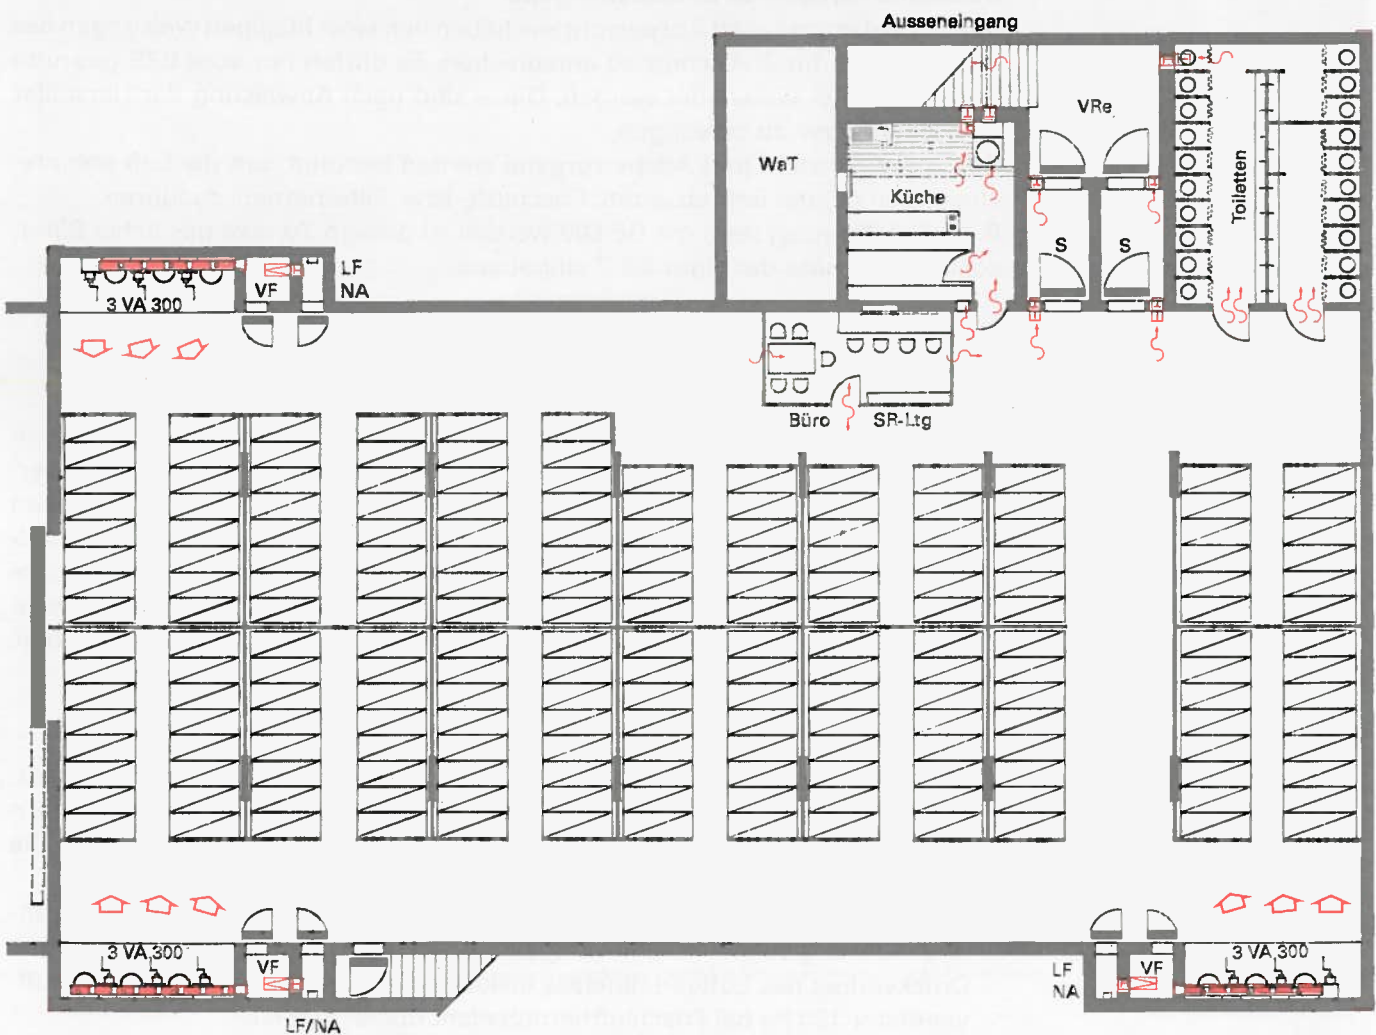 Ausseneingang
VRe
WaT
Küche
Toiletten
S
S
LF
NA
VF
3 VA 300
Büro
SR-Ltg
3 VA 300
VF
LF/NA
LF
NA
VF
3 VA 300